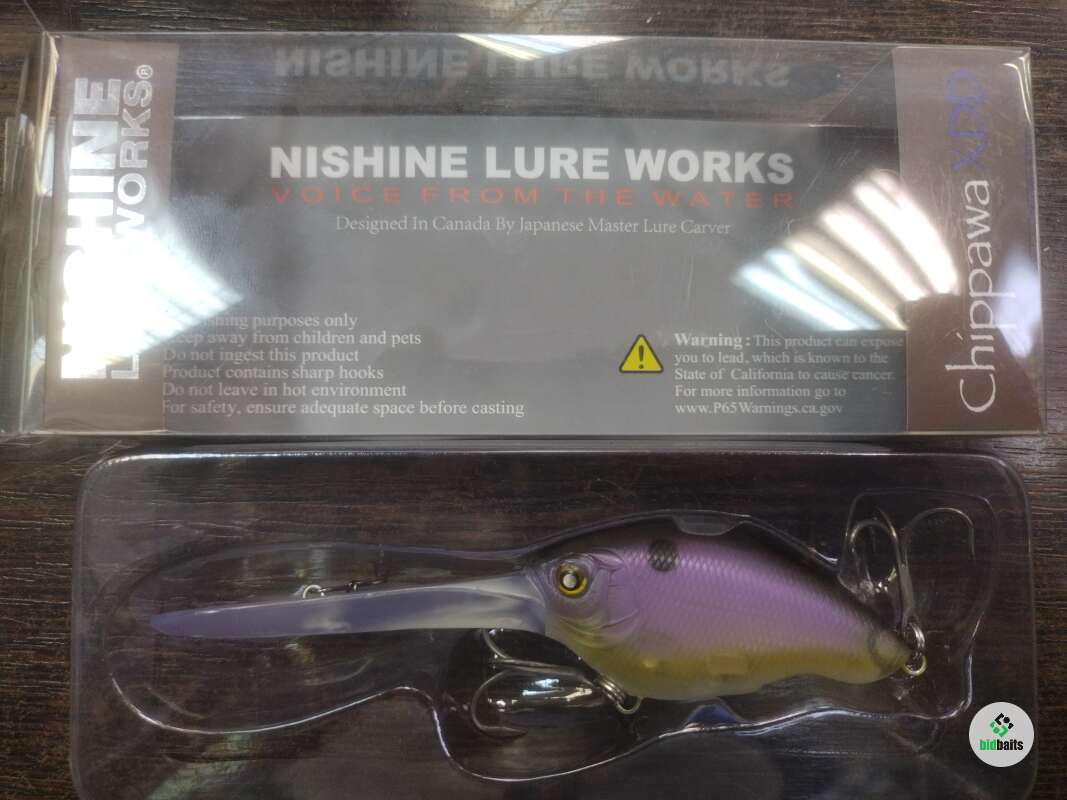 NISHINE
WORKS®
NISHINE LURE WORKS
NISHINE LURE WORKS
VOICE FROM THE WATER
Designed In Canada By Japanese Master Lure Carver
purposes only
Keep away from children and pets
Do not ingest this product
Product contains sharp hooks
Do not leave in hot environment
For safety, ensure adequate space before casting
Warning : This product can expose
you to lead, which is known to the
State of California to cause cancer.
For more information go to
www.P65Warnings.ca.gov
Chippawa
bidbaits